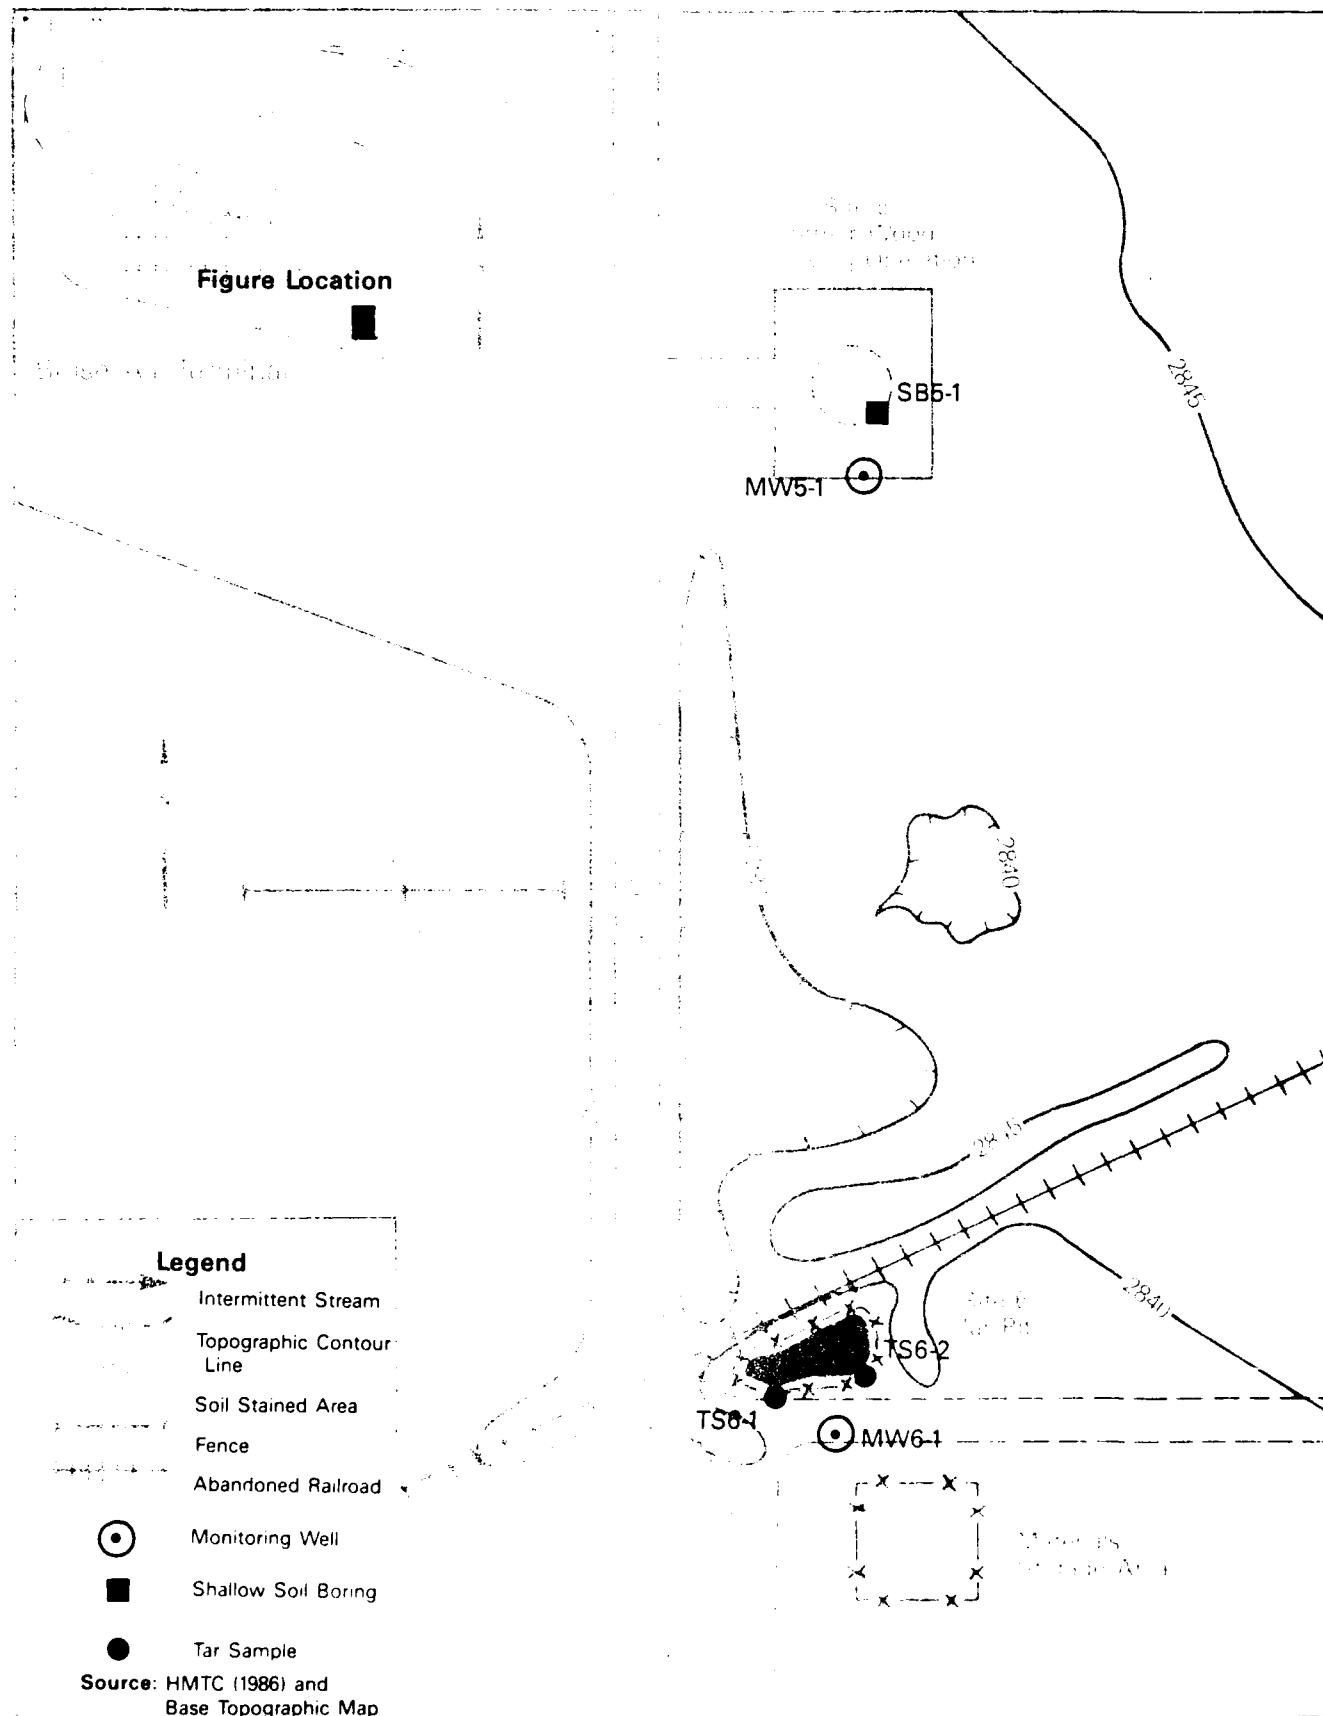 Figure Location
SB5-1
MW5-1
2845
2840
2840
TS6-2
TS6-1
MW6-1
Legend
Intermittent Stream
Topographic Contour
Line
Soil Stained Area
Fence
Abandoned Railroad
Monitoring Well
Shallow Soil Boring
Tar Sample
Source: HMTC (1986) and
Base Topographic Map